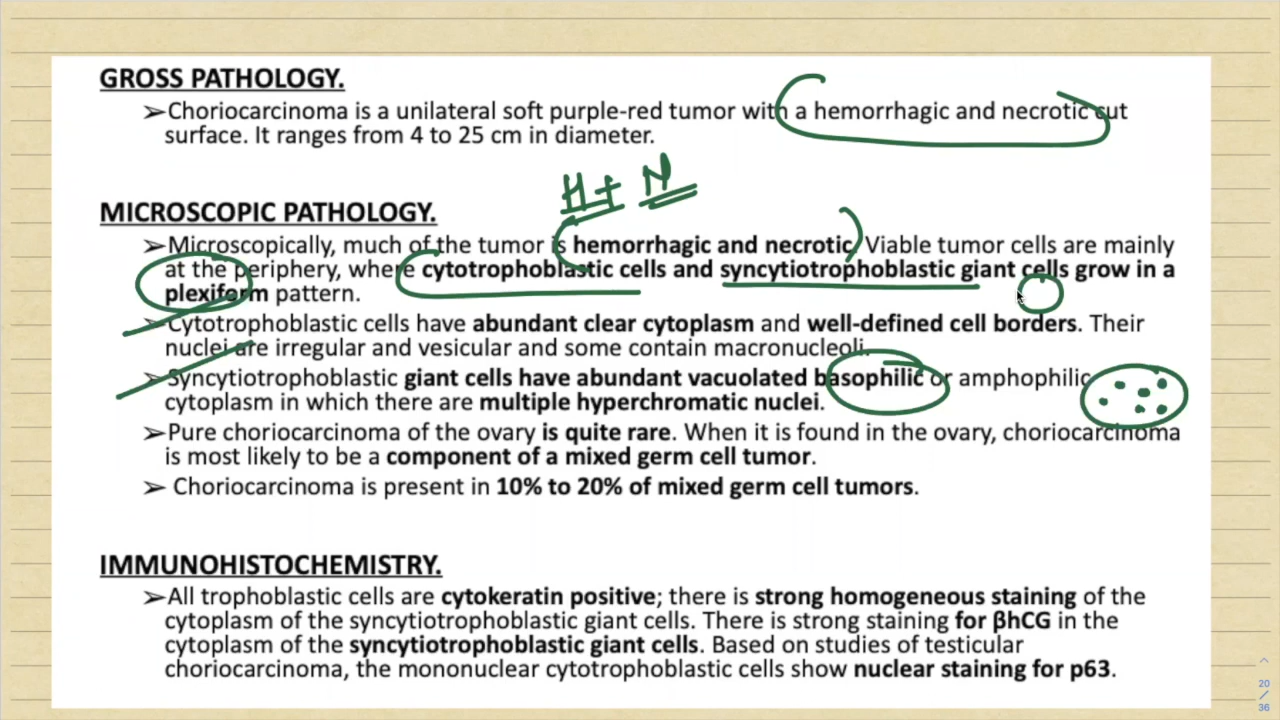 GROSS PATHOLOGY.
➢Choriocarcinoma is a unilateral soft purple-red tumor with a hemorrhagic and necrotic cut
surface. It ranges from 4 to 25 cm in diameter.
H + N
MICROSCOPIC PATHOLOGY.
➢Microscopically, much of the tumor is hemorrhagic and necrotic. Viable tumor cells are mainly
at the periphery, where cytotrophoblastic cells and syncytiotrophoblastic giant cells grow in a
plexiform pattern.
➢Cytotrophoblastic cells have abundant clear cytoplasm and well-defined cell borders. Their
nuclei are irregular and vesicular and some contain macronucleoli.
➢Syncytiotrophoblastic giant cells have abundant vacuolated basophilic or amphophilic
cytoplasm in which there are multiple hyperchromatic nuclei.
➢Pure choriocarcinoma of the ovary is quite rare. When it is found in the ovary, choriocarcinoma
is most likely to be a component of a mixed germ cell tumor.
➢ Choriocarcinoma is present in 10% to 20% of mixed germ cell tumors.
IMMUNOHISTOCHEMISTRY.
➢All trophoblastic cells are cytokeratin positive; there is strong homogeneous staining of the
cytoplasm of the syncytiotrophoblastic giant cells. There is strong staining for βhCG in the
cytoplasm of the syncytiotrophoblastic giant cells. Based on studies of testicular
choriocarcinoma, the mononuclear cytotrophoblastic cells show nuclear staining for p63.
20
/
36